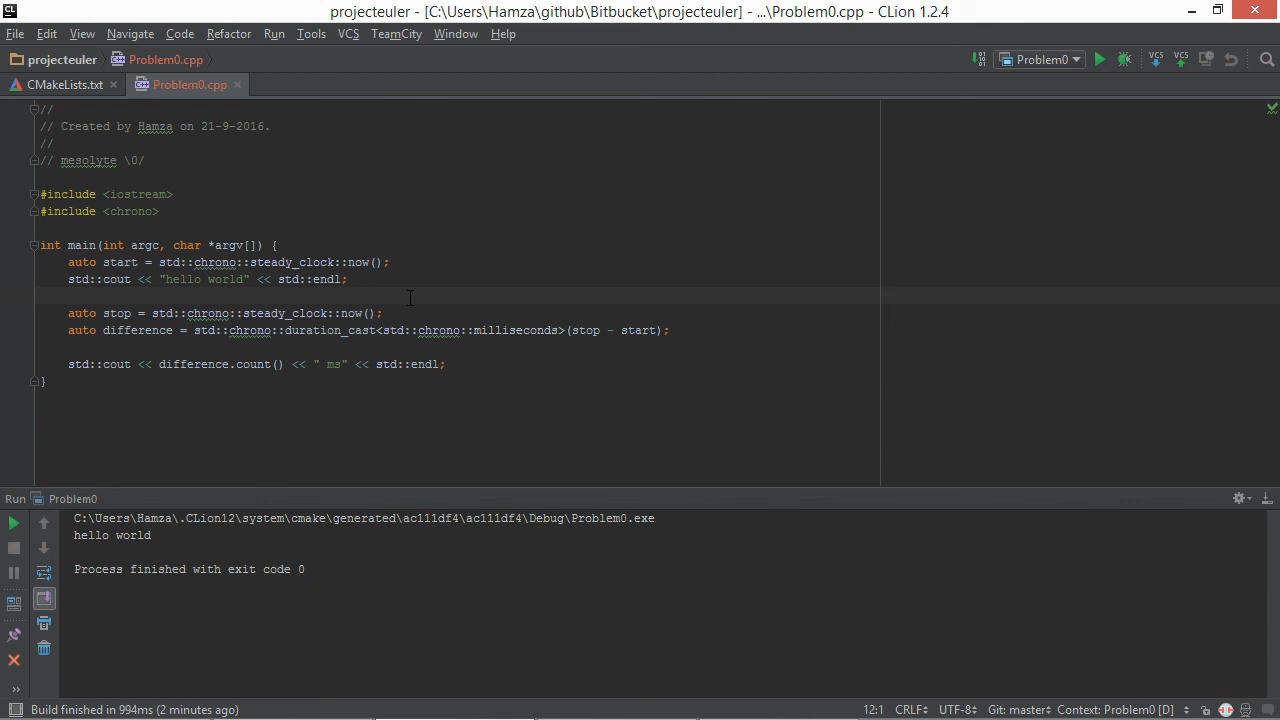 CL
projecteuler - [C:\Users\Hamza\github\Bitbucket\projecteuler] - ...\Problem0.cpp - CLion 1.2.4
File Edit View Navigate Code Refactor Run Tools VCS TeamCity Window Help
projecteuler Problem0.cpp Problem0 VCS VCS
CMakeLists.txt Problem0.cpp
//
// Created by Hamza on 21-9-2016.
//
// mesolyte \0/
#include <iostream>
#include <chrono>
int main(int argc, char *argv[]) {
auto start = std::chrono::steady_clock::now();
std::cout << "hello world" << std::endl;
auto stop = std::chrono::steady_clock::now();
auto difference = std::chrono::duration_cast<std::chrono::milliseconds>(stop - start);
std::cout << difference.count() << " ms" << std::endl;
}
Run Problem0
C:\Users\Hamza\.CLion12\system\cmake\generated\ac111df4\ac111df4\Debug\Problem0.exe
hello world
Process finished with exit code 0
Build finished in 994ms (2 minutes ago) 12:1 CRLF UTF-8 Git: master Context: Problem0 [D]